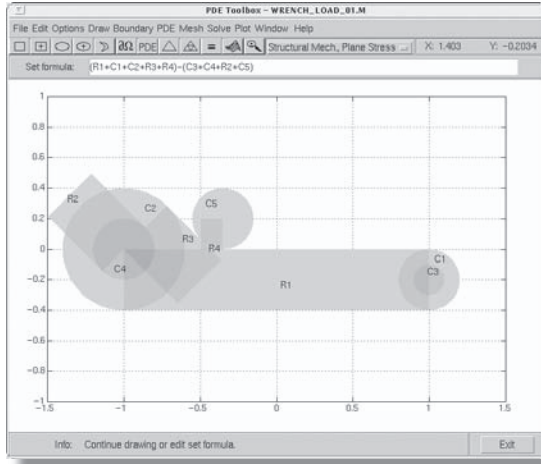 PDE Toolbox - WRENCH_LOAD_01.M
File Edit Options Draw Boundary PDE Mesh Solve Plot Window Help
∂Ω PDE = Structural Mech, Plane Stress X: 1.403 Y: -0.2034
Set formula: (R1+C1+C2+R3+R4)-(C3+C4+R2+C5)
1
0.8
0.6
0.4
R2
C2
C5
0.2
R3
R4
0
C1
C4
C3
-0.2
R1
-0.4
-0.6
-0.8
-1
-1.5 -1 -0.5 0 0.5 1 1.5
Info: Continue drawing or edit set formula.
Exit